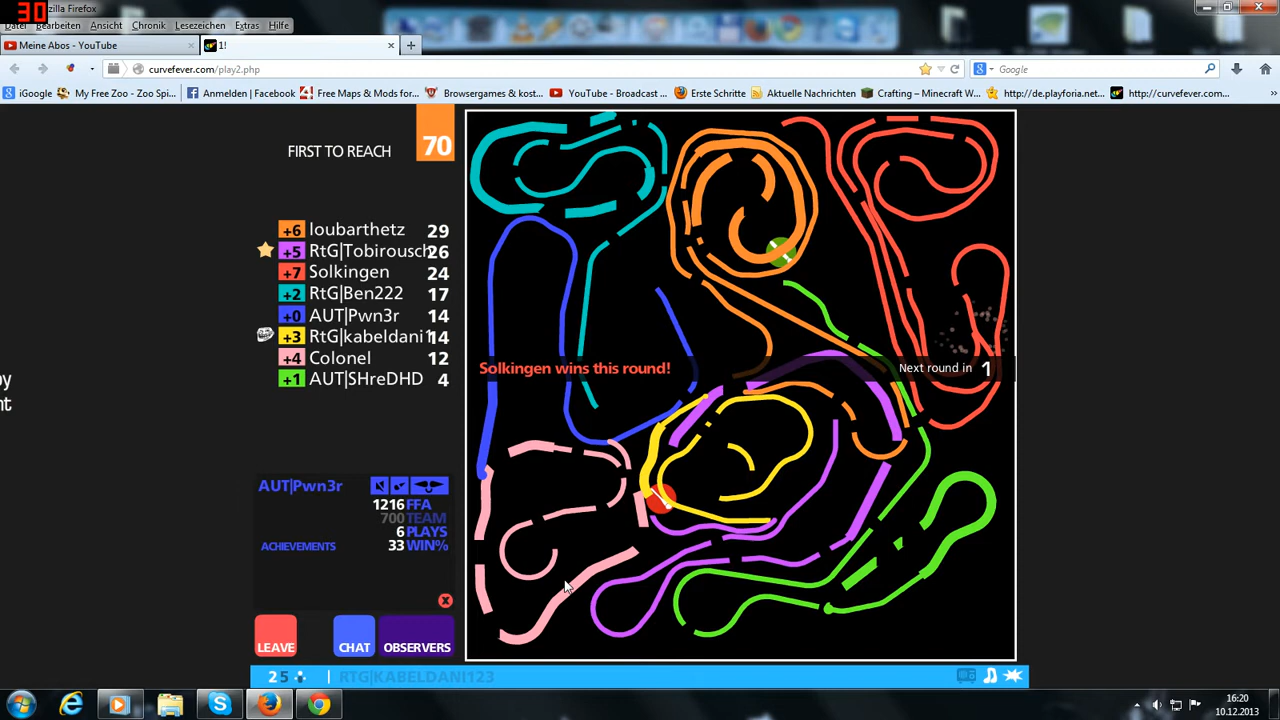 30
zilla Firefox
Datei Bearbeiten Ansicht Chronik Lesezeichen Extras Hilfe
Meine Abos - YouTube
1!
curvefever.com/play2.php
Google
iGoogle My Free Zoo - Zoo Spi... Anmelden | Facebook Free Maps & Mods for... Browsergames & kost... YouTube - Broadcast ... Erste Schritte Aktuelle Nachrichten Crafting – Minecraft W... http://de.playforia.net... http://curvefever.com...
FIRST TO REACH 70
+6 loubarthetz 29
+5 RtG|Tobirousch 26
+7 Solkingen 24
+2 RtG|Ben222 17
+0 AUT|Pwn3r 14
+3 RtG|kabeldani1 14
+4 Colonel 12
+1 AUT|SHreDHD 4
Solkingen wins this round!
Next round in 1
AUT|Pwn3r
1216 FFA
700 TEAM
6 PLAYS
ACHIEVEMENTS 33 WIN%
LEAVE
CHAT
OBSERVERS
25 RTG|KABELDANI123
16:20
10.12.2013